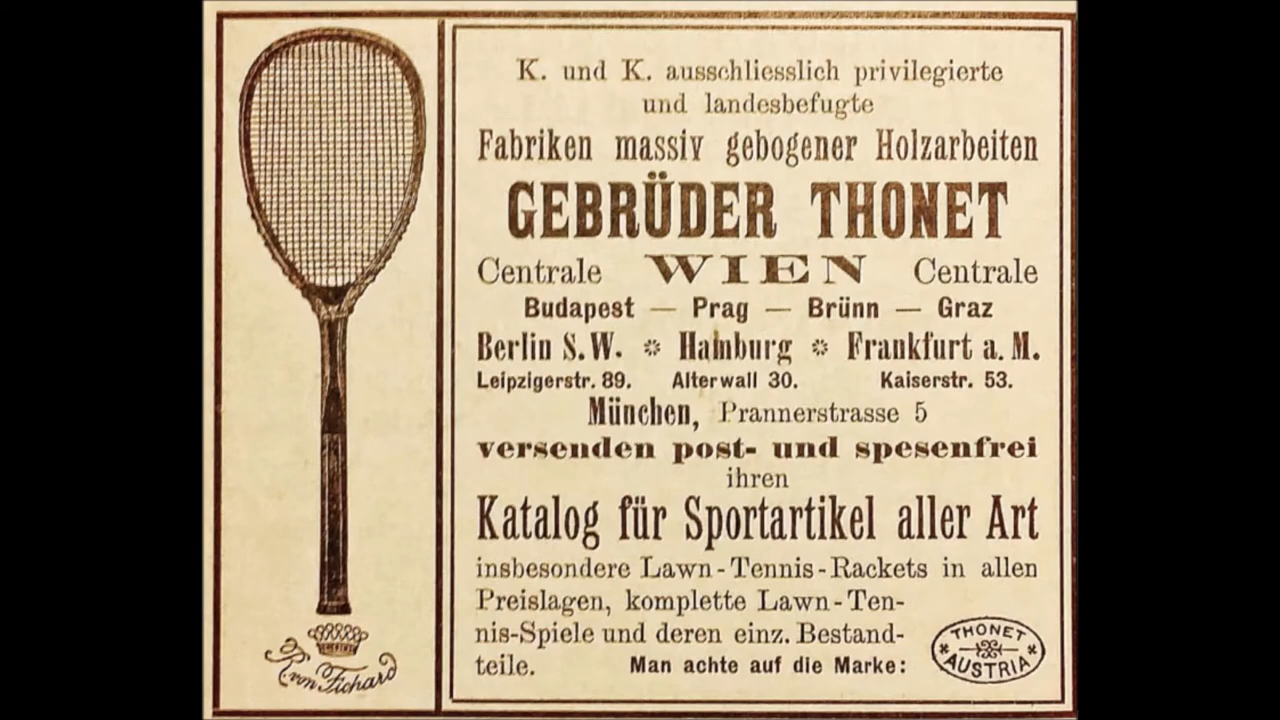 K. und K. ausschliesslich privilegierte
und landesbefugte
Fabriken massiv gebogener Holzarbeiten
GEBRÜDER THONET
Centrale WIEN Centrale
Budapest — Prag — Brünn — Graz
Berlin S.W. * Hamburg * Frankfurt a. M.
Leipzigerstr. 89. Alterwall 30. Kaiserstr. 53.
München, Prannerstrasse 5
versenden post- und spesenfrei
ihren
Katalog für Sportartikel aller Art
insbesondere Lawn-Tennis-Rackets in allen
Preislagen, komplette Lawn-Ten-
nis-Spiele und deren einz. Bestand-
teile. Man achte auf die Marke:
THONET
AUSTRIA
R. von Fichard